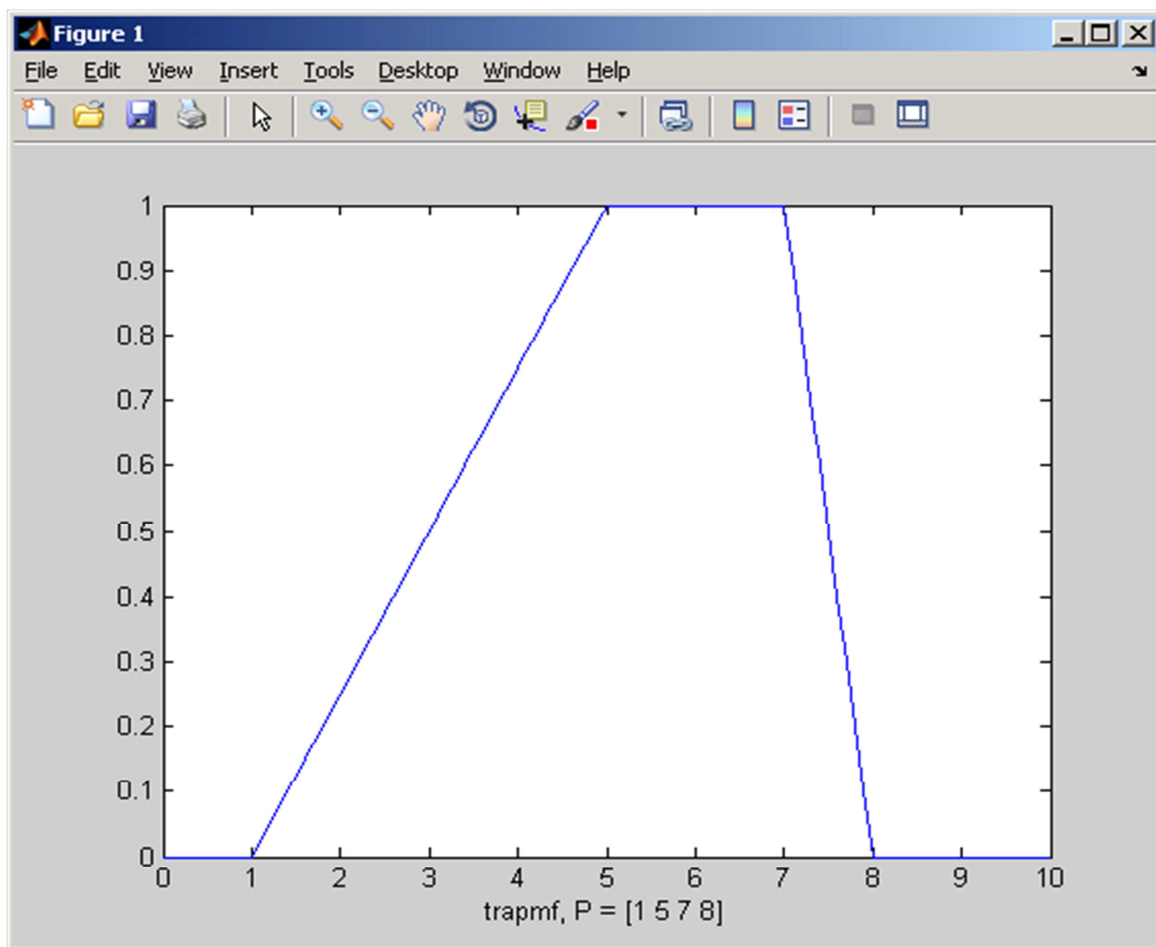 Figure 1
File Edit View Insert Tools Desktop Window Help
1
0.9
0.8
0.7
0.6
0.5
0.4
0.3
0.2
0.1
0
0 1 2 3 4 5 6 7 8 9 10
trapmf, P = [1 5 7 8]